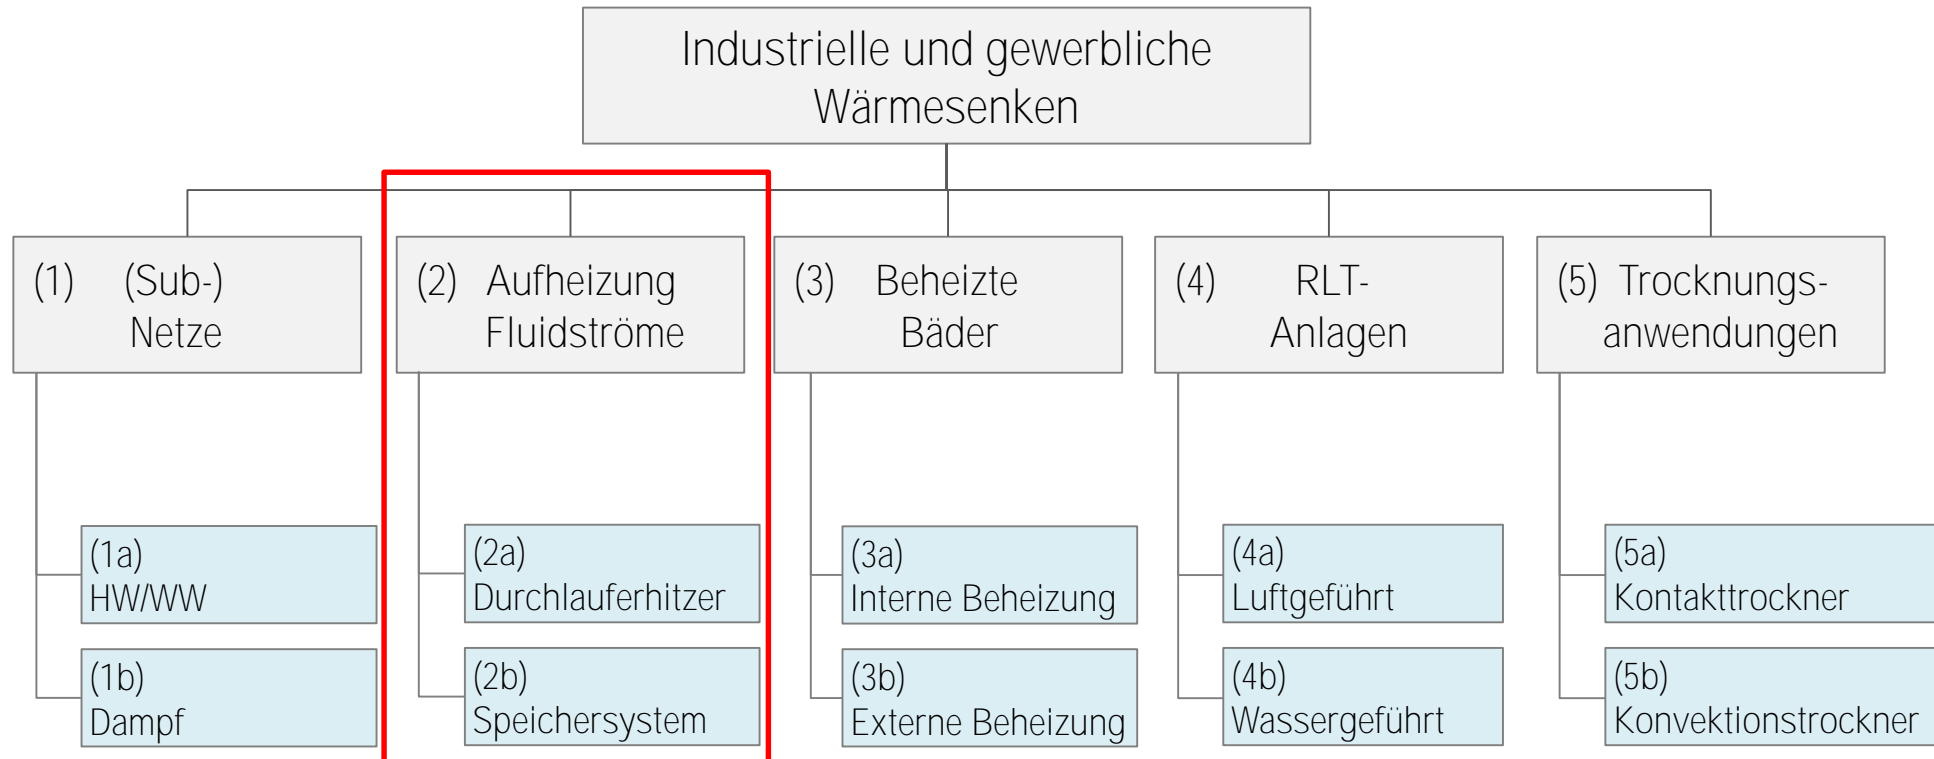 Industrielle und gewerbliche
Wärmesenken
(1) (Sub-)
Netze
(2) Aufheizung
Fluidströme
(3) Beheizte
Bäder
(4) RLT-
Anlagen
(5) Trocknungs-
anwendungen
(1a)
HW/WW
(1b)
Dampf
(2a)
Durchlauferhitzer
(2b)
Speichersystem
(3a)
Interne Beheizung
(3b)
Externe Beheizung
(4a)
Luftgeführt
(4b)
Wassergeführt
(5a)
Kontakttrockner
(5b)
Konvektionstrockner